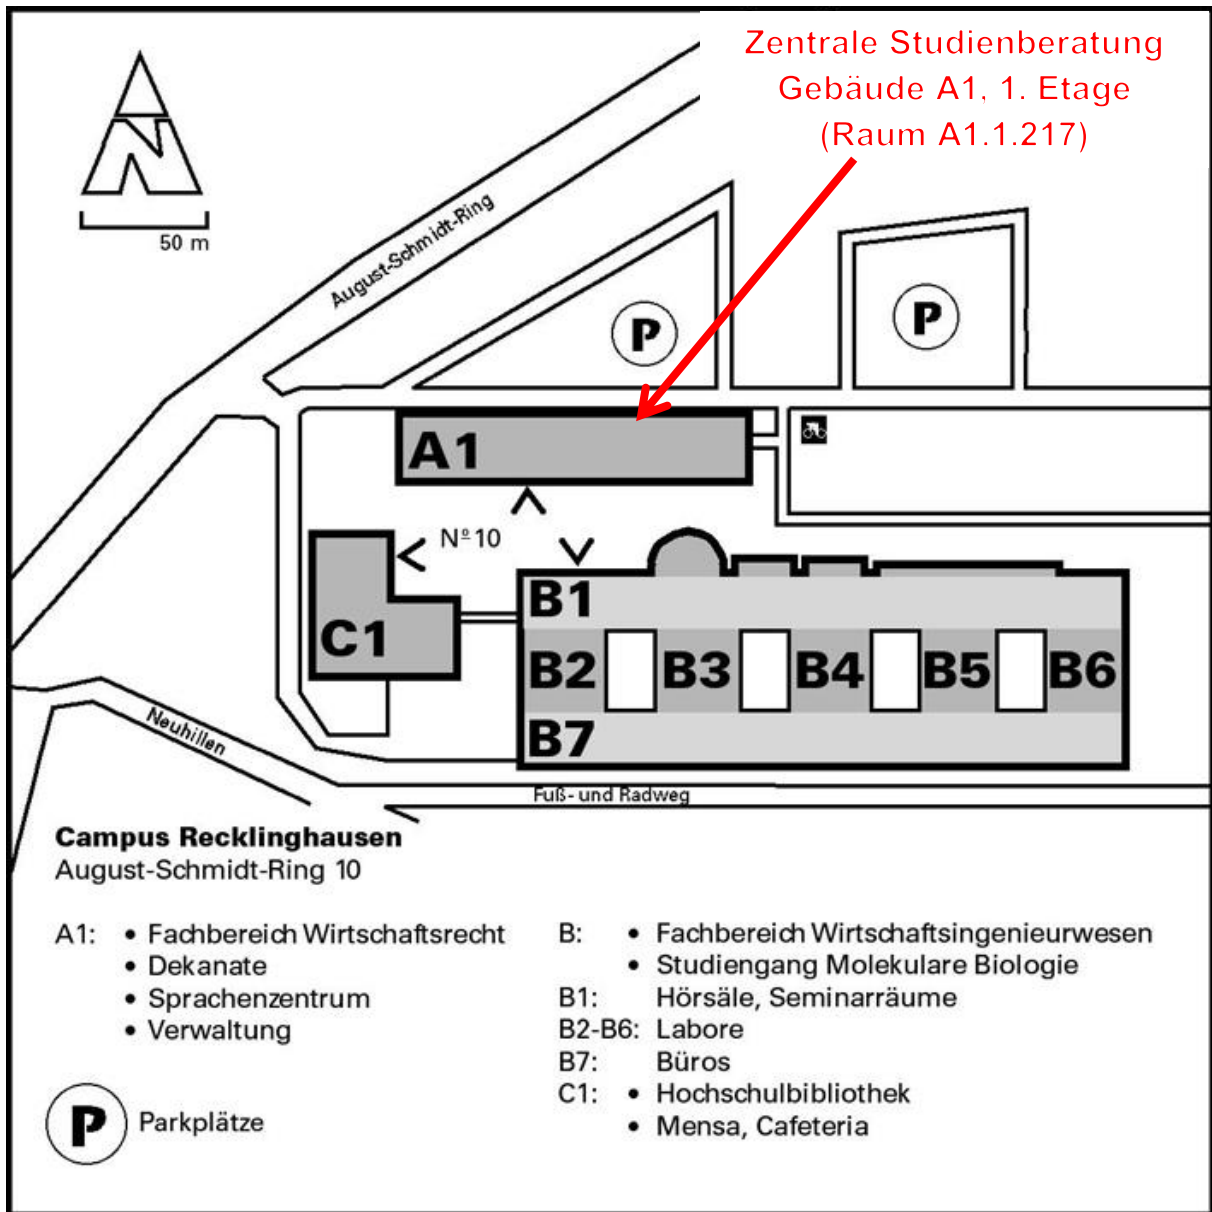 Zentrale Studienberatung
Gebäude A1, 1. Etage
(Raum A1.1.217)
N
50 m
August-Schmidt-Ring
P
P
A1
Nº 10
C1
B1
B2 B3 B4 B5 B6
B7
Neuhillen
Fuß- und Radweg
Campus Recklinghausen
August-Schmidt-Ring 10
A1: • Fachbereich Wirtschaftsrecht
• Dekanate
• Sprachenzentrum
• Verwaltung
P Parkplätze
B: • Fachbereich Wirtschaftsingenieurwesen
• Studiengang Molekulare Biologie
B1: Hörsäle, Seminarräume
B2-B6: Labore
B7: Büros
C1: • Hochschulbibliothek
• Mensa, Cafeteria